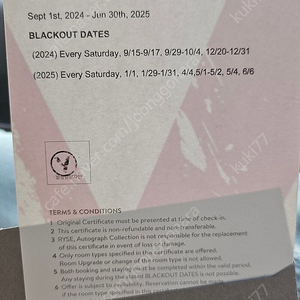 Sept 1st, 2024 - Jun 30th, 2025
BLACKOUT DATES
(2024) Every Saturday, 9/15-9/17, 9/29-10/4, 12/20-12/31
(2025) Every Saturday, 1/1, 1/29-1/31, 4/4,5/1-5/2, 5/4, 6/6
TERMS & CONDITIONS
1 Original Certificate must be presented at time of check-in.
2 This certificate is non-refundable and non-transferable.
3 RYSE, Autograph Collection is not responsible for the replacement
of this certificate in event of loss or damage.
4 Only room types specified in this certificate are offered.
Room Upgrade or change of the room type is not allowed.
5 Both booking and staying must be completed within the valid period.
Any staying during the listed BLACKOUT DATES is not possible.
6 Offer is subject to availability. Reservation cannot be made
if the room type specified in this
kuki77